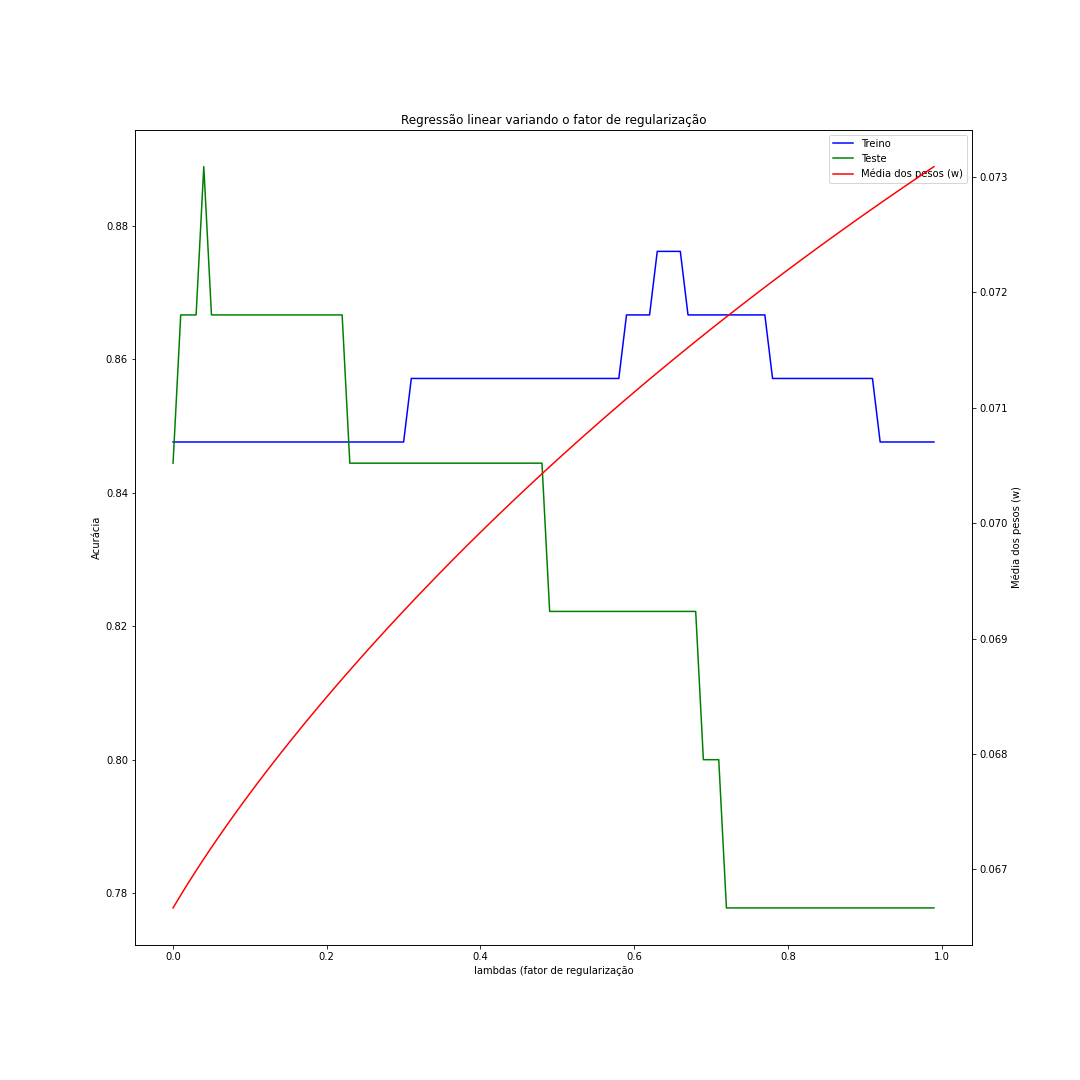 Regressão linear variando o fator de regularização
Treino
Teste
Média dos pesos (w)
0.88
0.86
0.84
0.82
0.80
0.78
Acurácia
0.073
0.072
0.071
0.070
0.069
0.068
0.067
Média dos pesos (w)
0.0 0.2 0.4 0.6 0.8 1.0
lambdas (fator de regularização